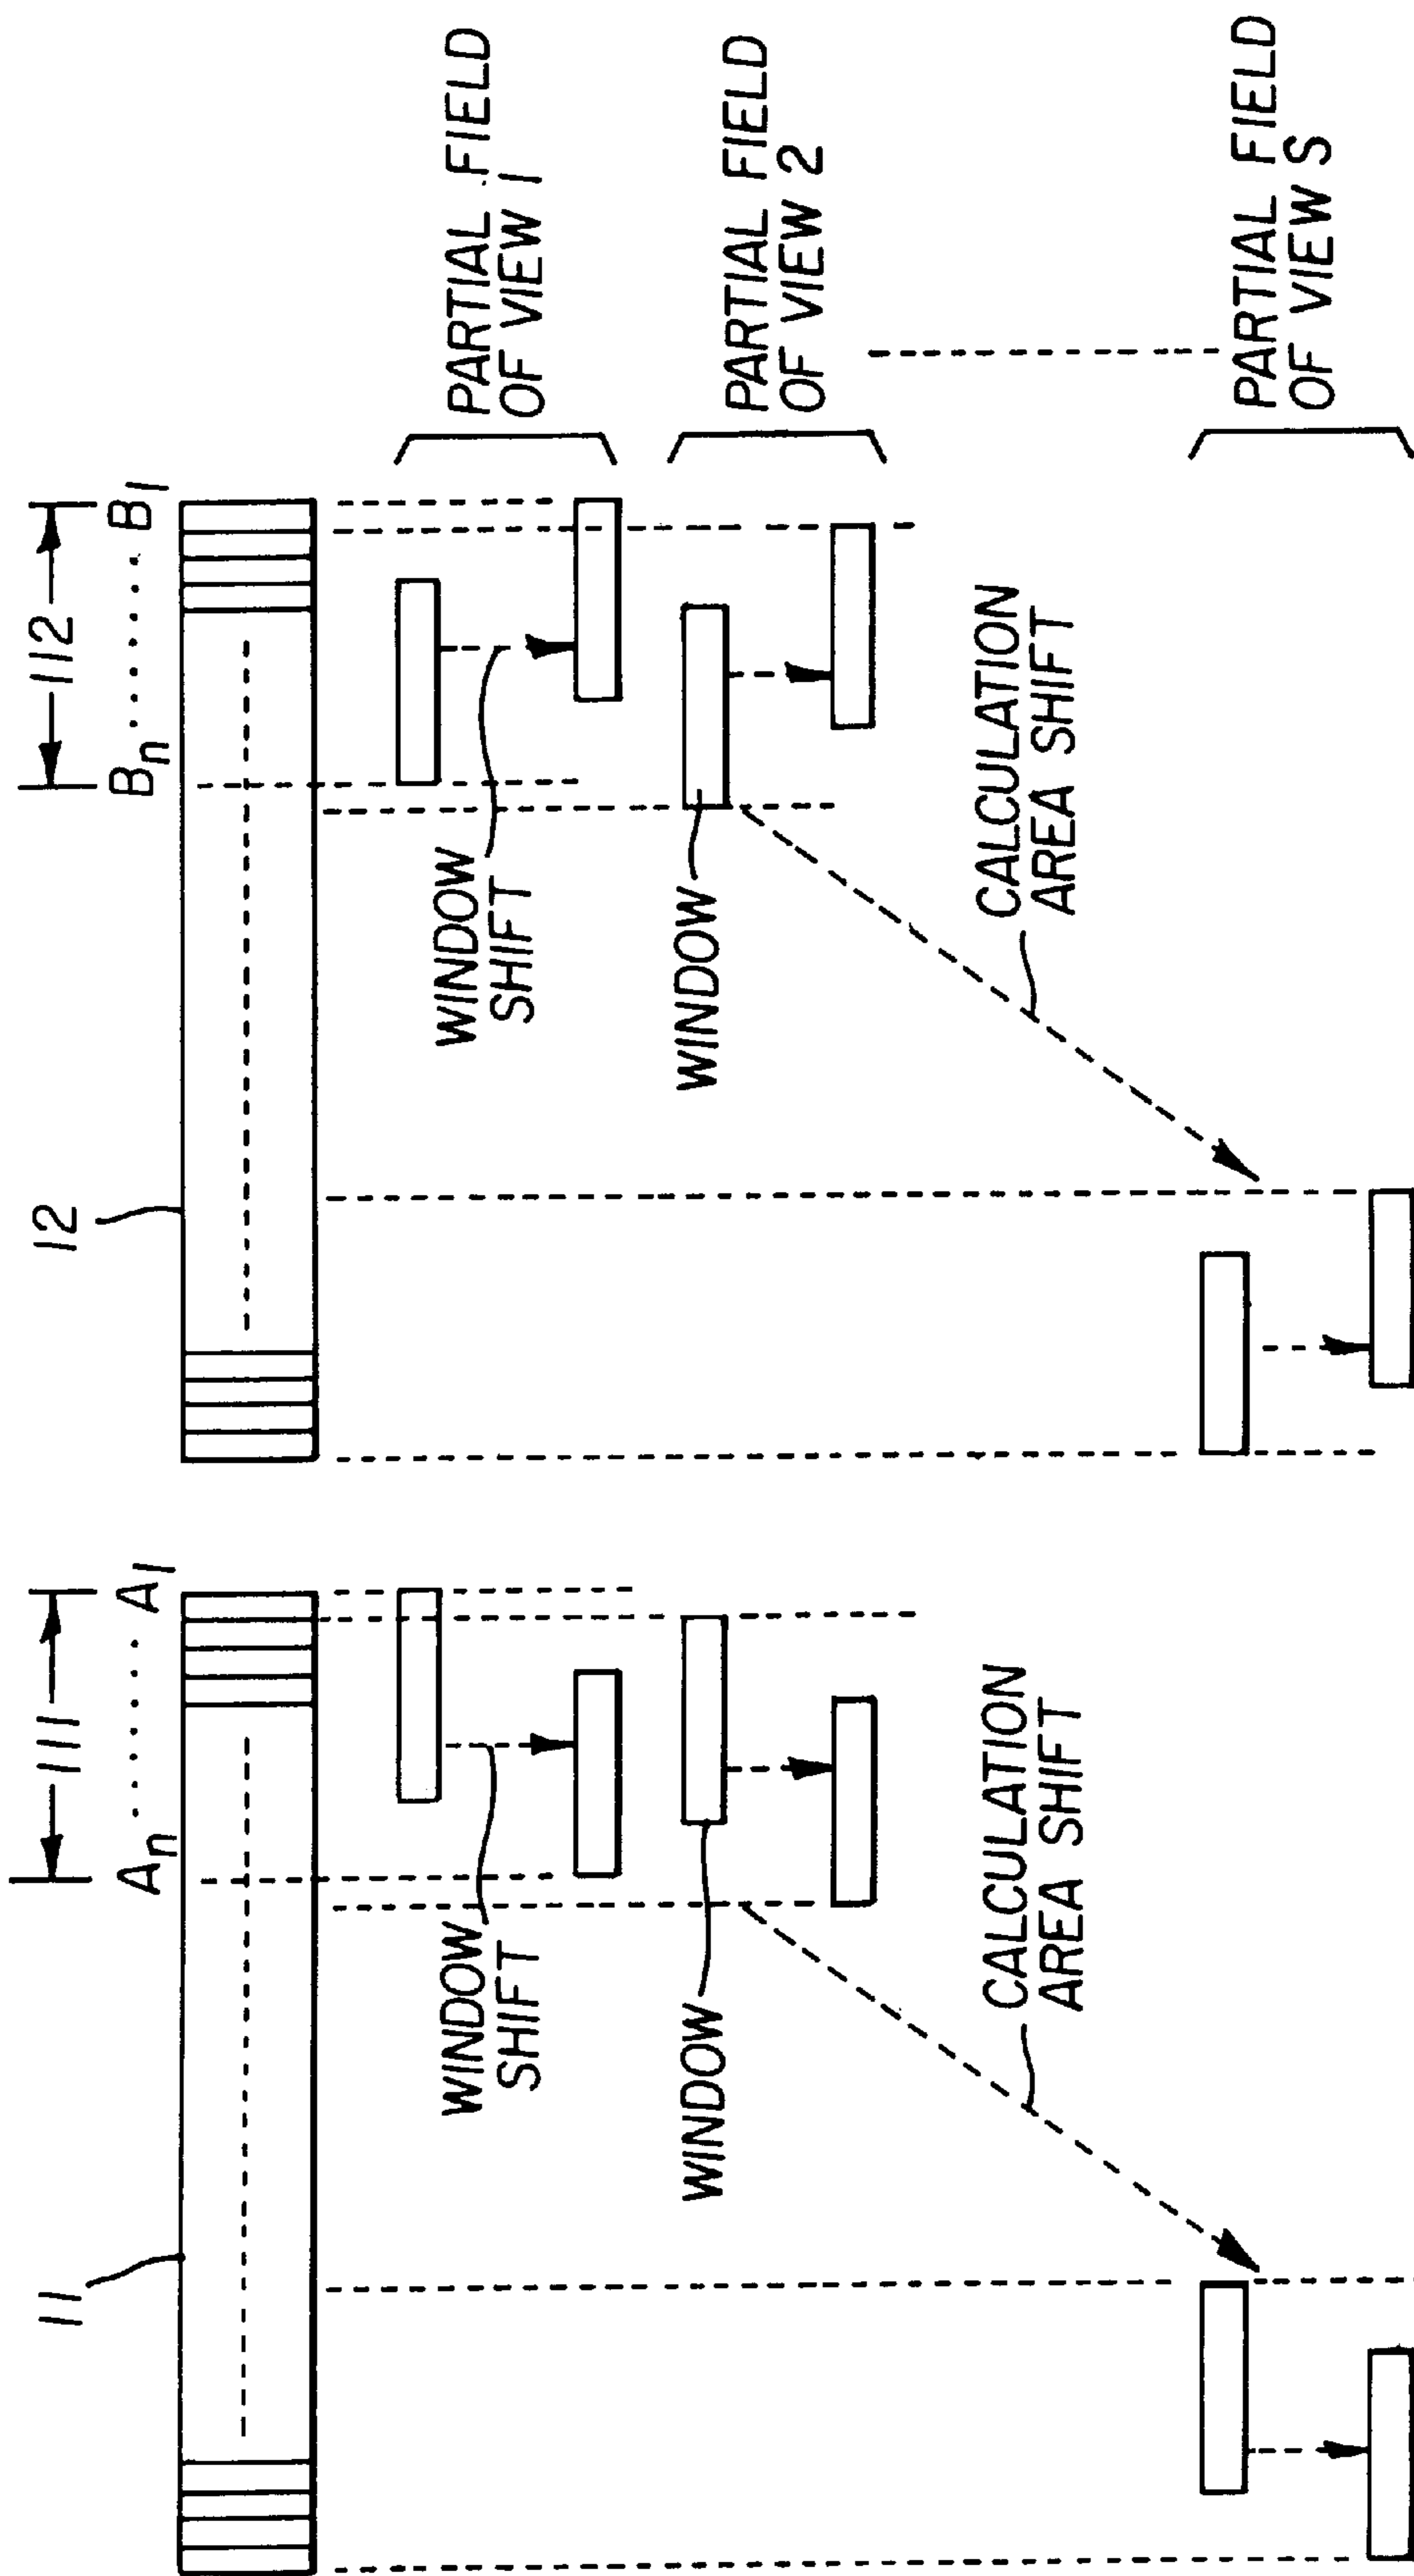 11
111
An ...... A1
WINDOW
SHIFT
WINDOW
CALCULATION
AREA SHIFT
12
112
Bn ...... B1
WINDOW
SHIFT
WINDOW
CALCULATION
AREA SHIFT
PARTIAL FIELD
OF VIEW 1
PARTIAL FIELD
OF VIEW 2
PARTIAL FIELD
OF VIEW S